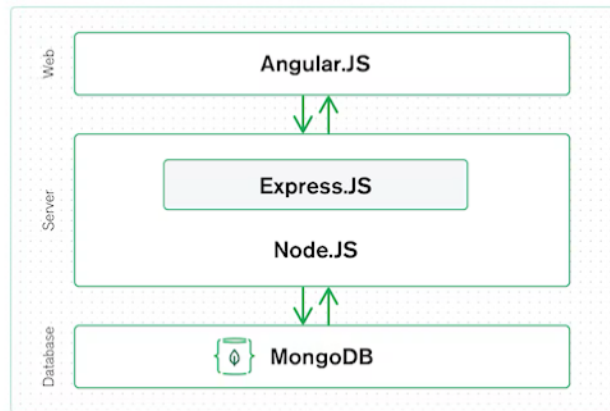 Web
Angular.JS
Server
Express.JS
Node.JS
Database
MongoDB